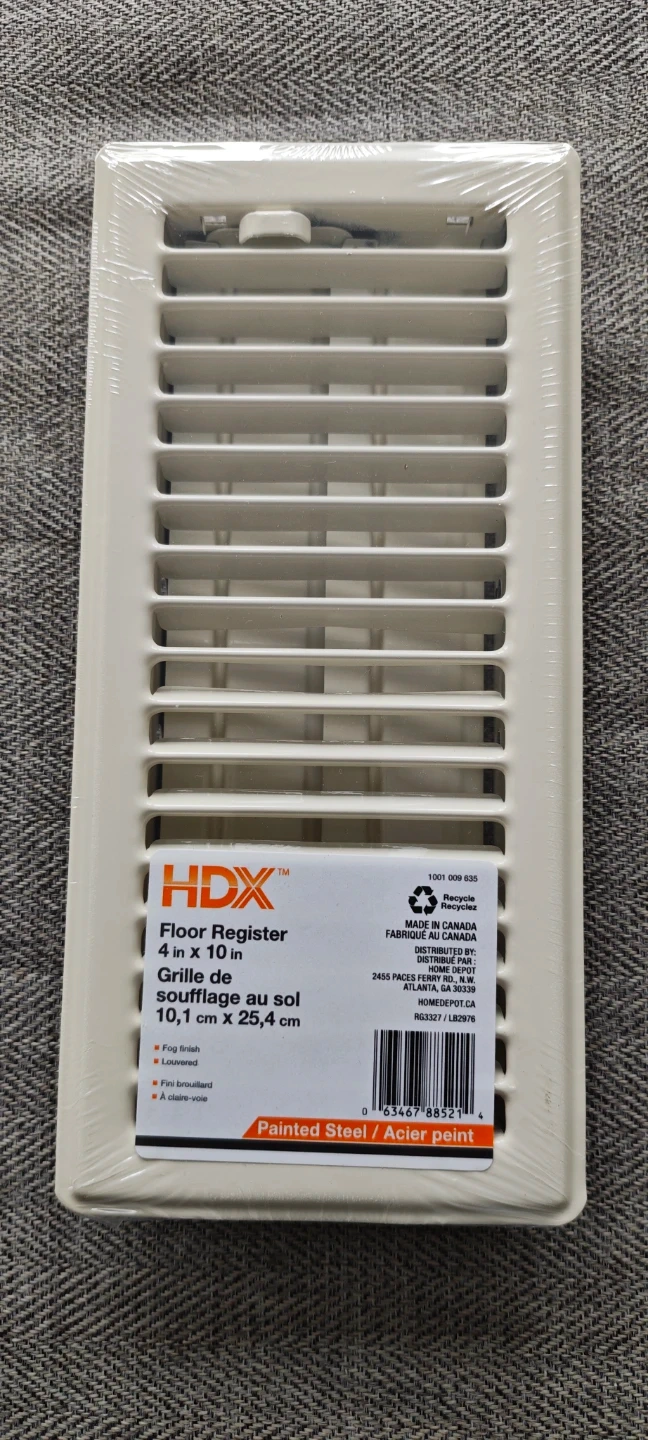 HDX™
Floor Register
4 in x 10 in
Grille de
soufflage au sol
10,1 cm x 25,4 cm
Fog finish
Louvered
Fini brouillard
À claire-voie
1001 009 635
Recycle
Recyclez
MADE IN CANADA
FABRIQUÉ AU CANADA
DISTRIBUTED BY:
DISTRIBUÉ PAR :
HOME DEPOT
2455 PACES FERRY RD., N.W.
ATLANTA, GA 30339
HOMEDEPOT.CA
RG3327 / LB2976
0 63467 88521 4
Painted Steel / Acier peint